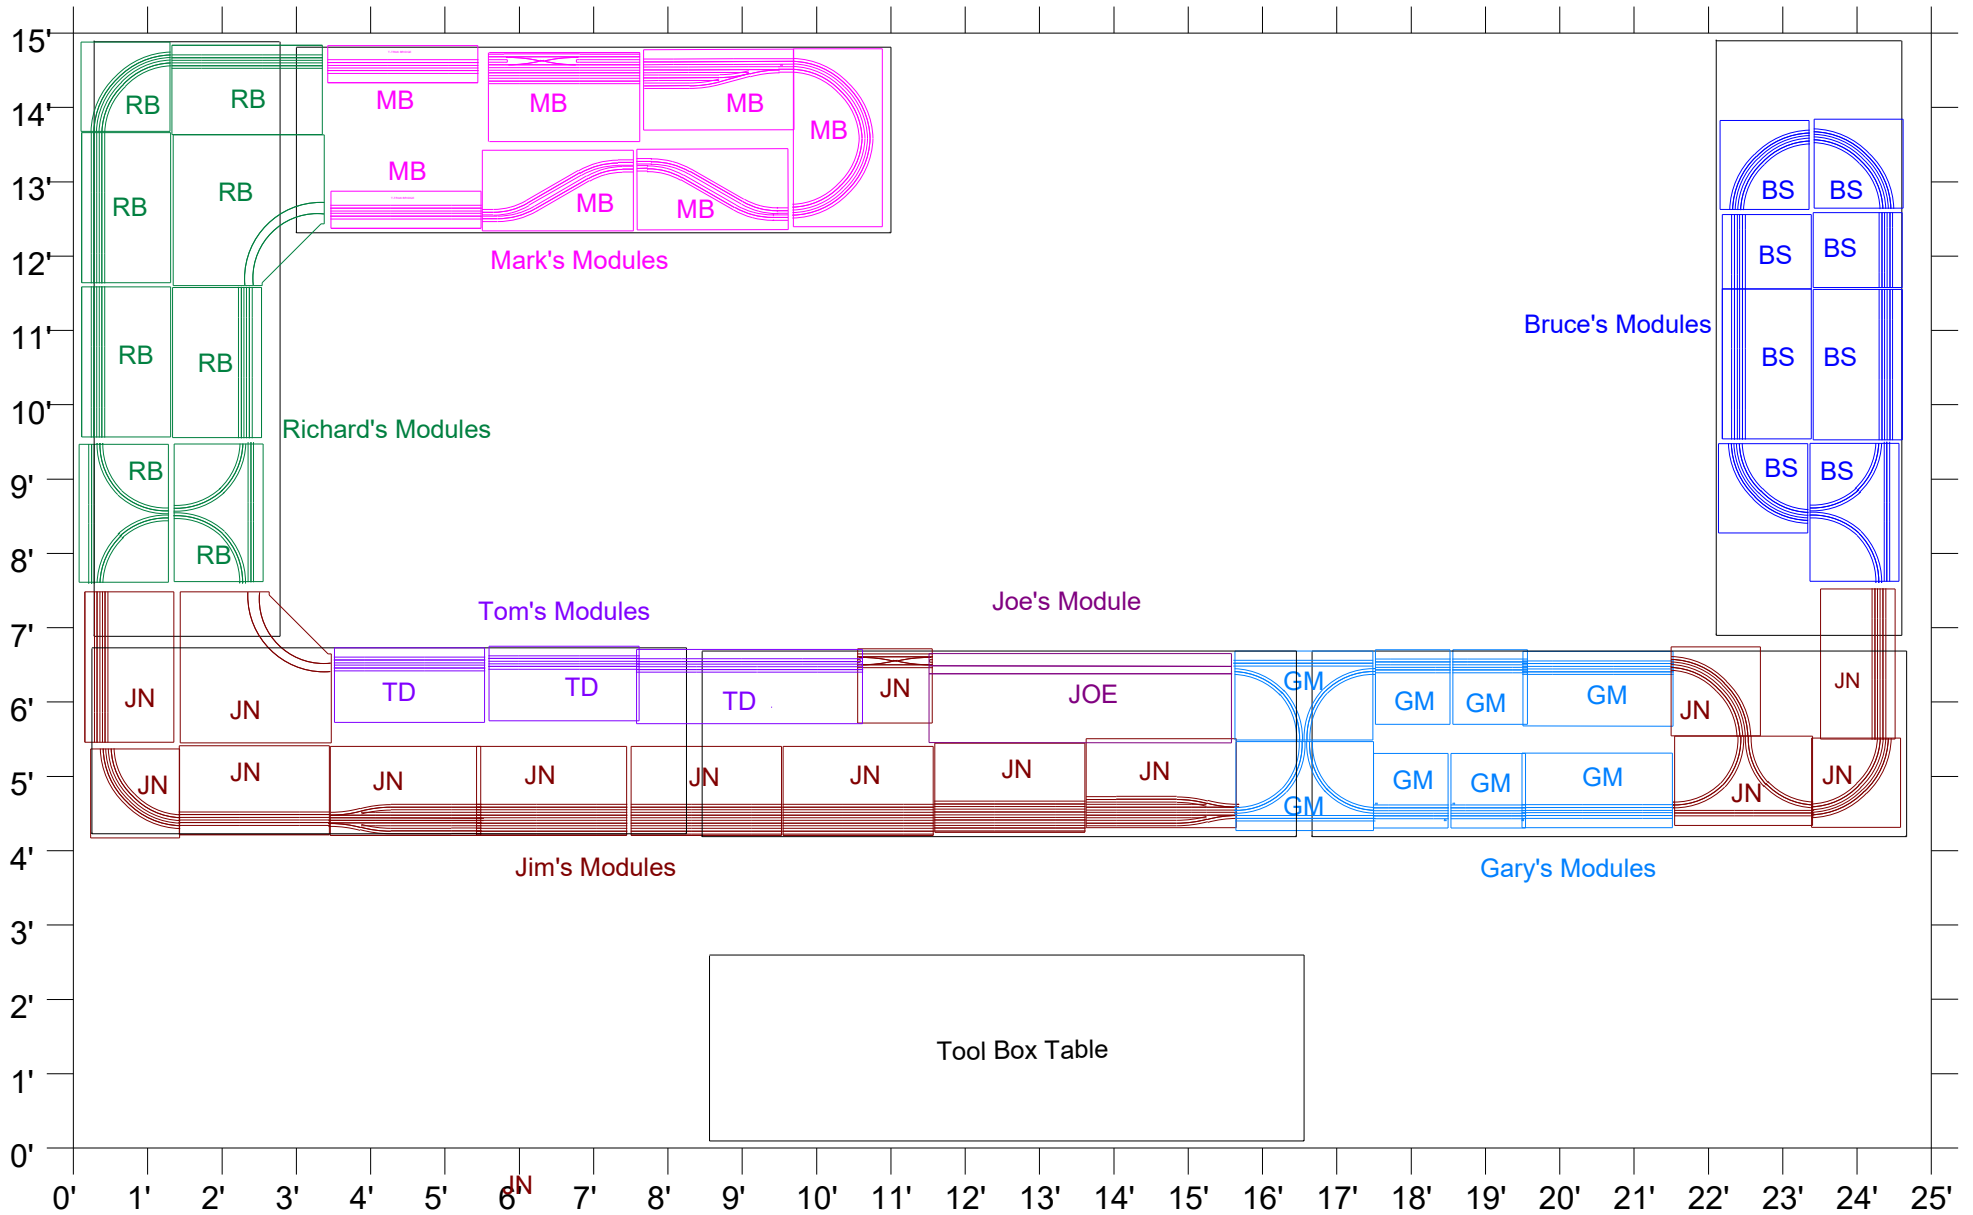 15'
RB
RB
MB
MB
MB
14'
MB
MB
13'
RB
RB
MB
MB
BS
BS
12'
Mark's Modules
BS
BS
11'
Bruce's Modules
RB
RB
BS
BS
10'
Richard's Modules
9'
RB
BS
BS
8'
RB
Tom's Modules
Joe's Module
7'
JN
JN
TD
TD
TD
JN
JOE
GM
GM
GM
GM
JN
JN
6'
5'
JN
JN
JN
JN
JN
JN
JN
JN
GM
GM
GM
GM
JN
JN
4'
Jim's Modules
Gary's Modules
3'
2'
Tool Box Table
1'
0'
JN
0' 1' 2' 3' 4' 5' 6' 7' 8' 9' 10' 11' 12' 13' 14' 15' 16' 17' 18' 19' 20' 21' 22' 23' 24' 25'